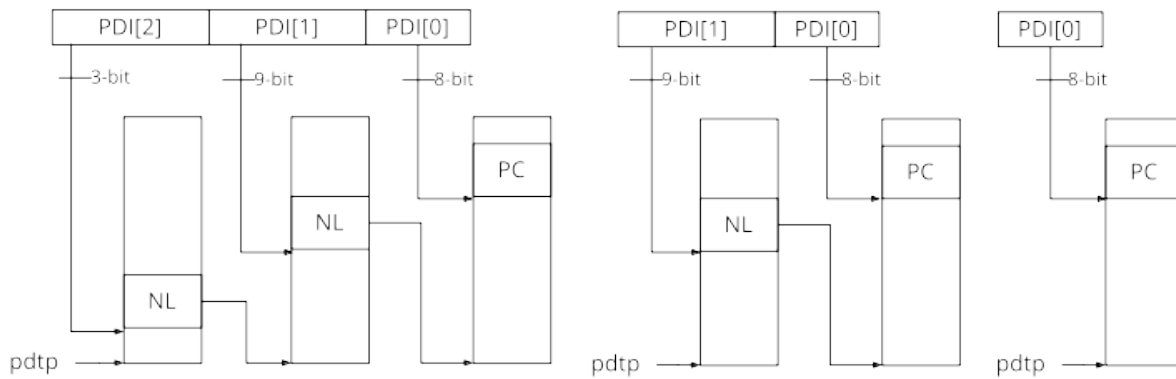 PDI[2] PDI[1] PDI[0]
3-bit 9-bit 8-bit
PC
NL
NL
pdtp
PDI[1] PDI[0]
9-bit 8-bit
PC
NL
pdtp
PDI[0]
8-bit
PC
pdtp